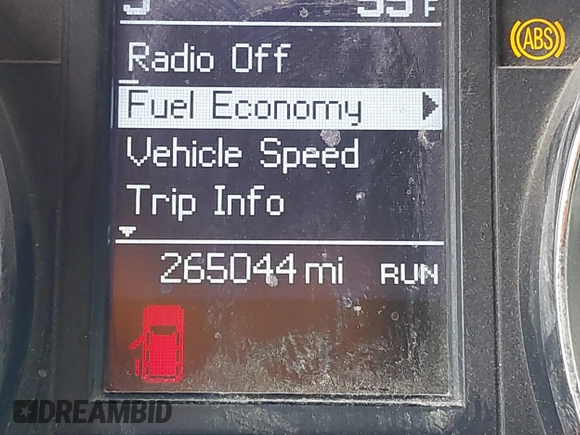 ABS
Radio Off
Fuel Economy
Vehicle Speed
Trip Info
265044 mi RUN
DREAMBID